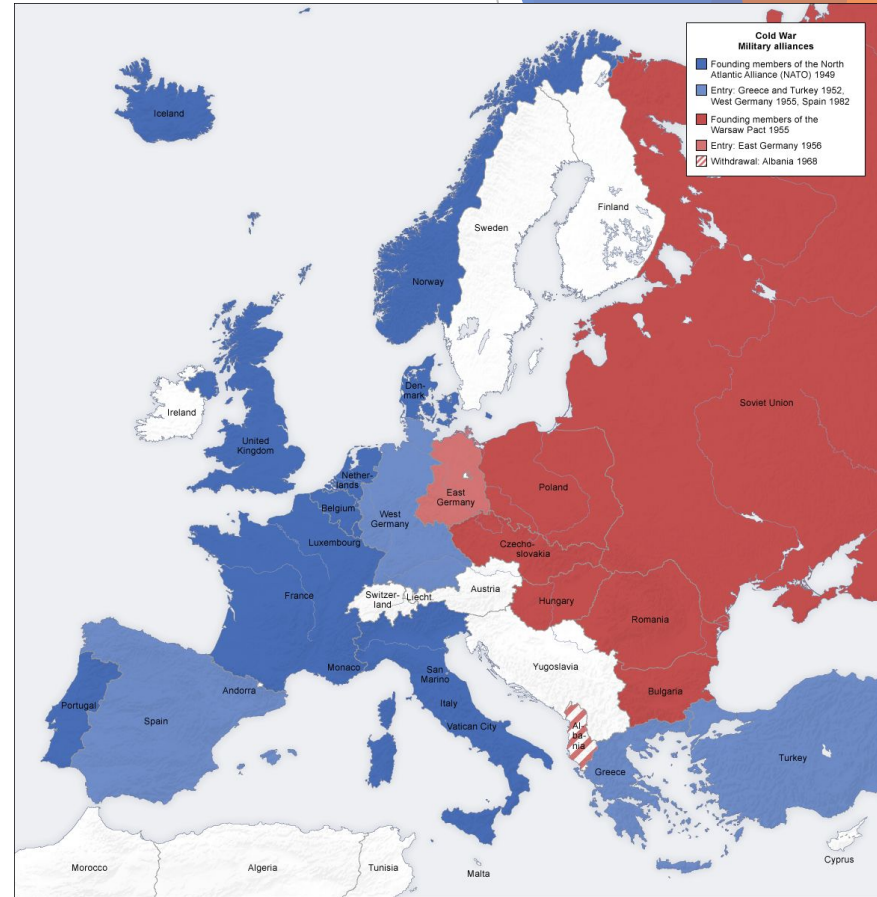 Cold War
Military alliances
Founding members of the North
Atlantic Alliance (NATO) 1949
Entry: Greece and Turkey 1952,
West Germany 1955, Spain 1982
Founding members of the
Warsaw Pact 1955
Entry: East Germany 1956
Withdrawal: Albania 1968
Iceland
Finland
Sweden
Norway
Den-
mark
Soviet Union
Ireland
United
Kingdom
Nether-
lands
Belgium
West
Germany
East
Germany
Poland
Luxembourg
Czecho-
slovakia
France
Switzer-
land
Liecht
Austria
Hungary
Romania
Monaco
San
Marino
Yugoslavia
Andorra
Bulgaria
Portugal
Spain
Italy
Vatican City
Al-
ba-
nia
Greece
Turkey
Morocco
Algeria
Tunisia
Malta
Cyprus